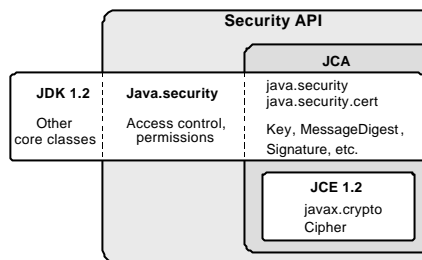 Security API
JCA
JDK 1.2
Other
core classes
Java.security
Access control,
permissions
java.security
java.security.cert
Key, MessageDigest,
Signature, etc.
JCE 1.2
javax.crypto
Cipher